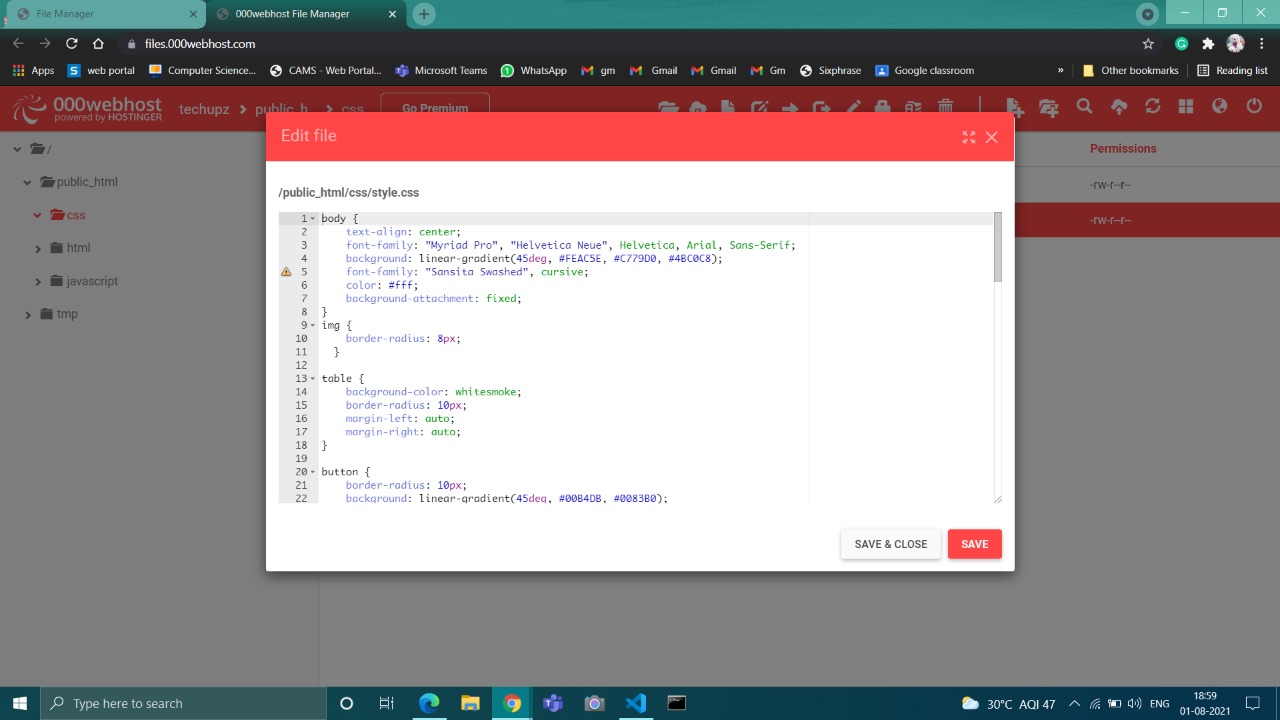 File Manager
000webhost File Manager
files.000webhost.com
Apps
web portal
Computer Science...
CAMS - Web Portal...
Microsoft Teams
WhatsApp
gm
Gmail
Gmail
Gm
Sixphrase
Google classroom
»
Other bookmarks
Reading list
000webhost
powered by HOSTINGER
techupz > public_h... > css
Go Premium
Edit file
/
public_html
css
html
javascript
tmp
Permissions
-rw-r--r--
-rw-r--r--
/public_html/css/style.css
1 body {
2 text-align: center;
3 font-family: "Myriad Pro", "Helvetica Neue", Helvetica, Arial, Sans-Serif;
4 background: linear-gradient(45deg, #FEAC5E, #C779D0, #4BC0C8);
5 font-family: "Sansita Swashed", cursive;
6 color: #fff;
7 background-attachment: fixed;
8 }
9 img {
10 border-radius: 8px;
11 }
12
13 table {
14 background-color: whitesmoke;
15 border-radius: 10px;
16 margin-left: auto;
17 margin-right: auto;
18 }
19
20 button {
21 border-radius: 10px;
22 background: linear-gradient(45deg, #00B4DB, #0083B0);
SAVE & CLOSE
SAVE
Type here to search
30°C AQI 47
ENG
18:59
01-08-2021